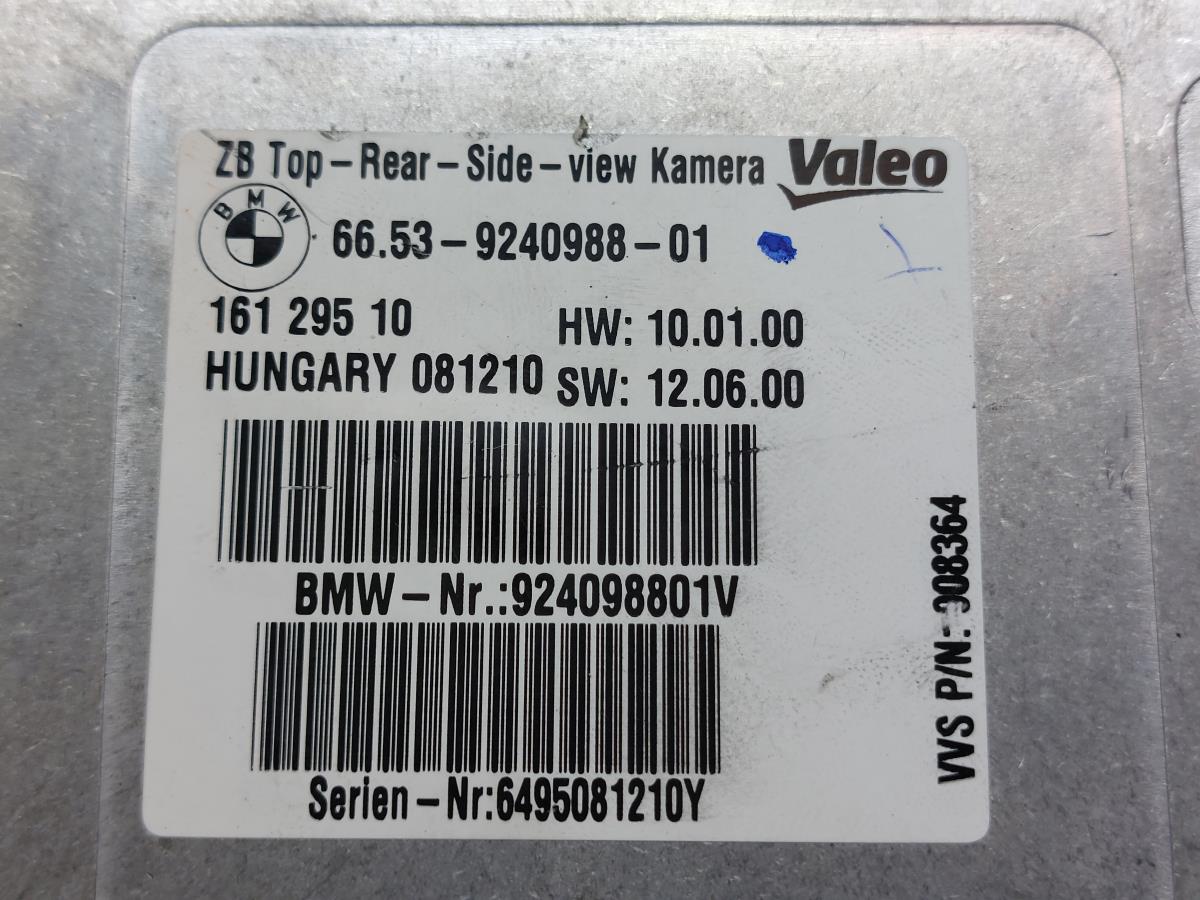 ZB Top-Rear-Side-view Kamera
Valeo
BMW
66.53-9240988-01
161 295 10
HW: 10.01.00
HUNGARY 081210
SW: 12.06.00
BMW-Nr.:924098801V
Serien-Nr:6495081210Y
VVS P/N: